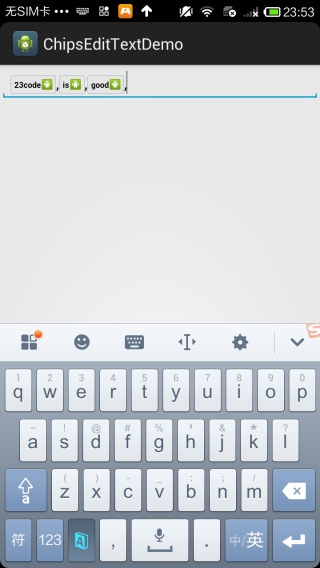 无SIM卡 ••• 23:53
ChipsEditTextDemo
23code , is , good ,
1 2 3 4 5 6 7 8 9 0
q w e r t y u i o p
~ ! @ # % ' & * ?
a s d f g h j k l
( ) - _ : ; /
z x c v b n m
a
符 123 , . 中/英